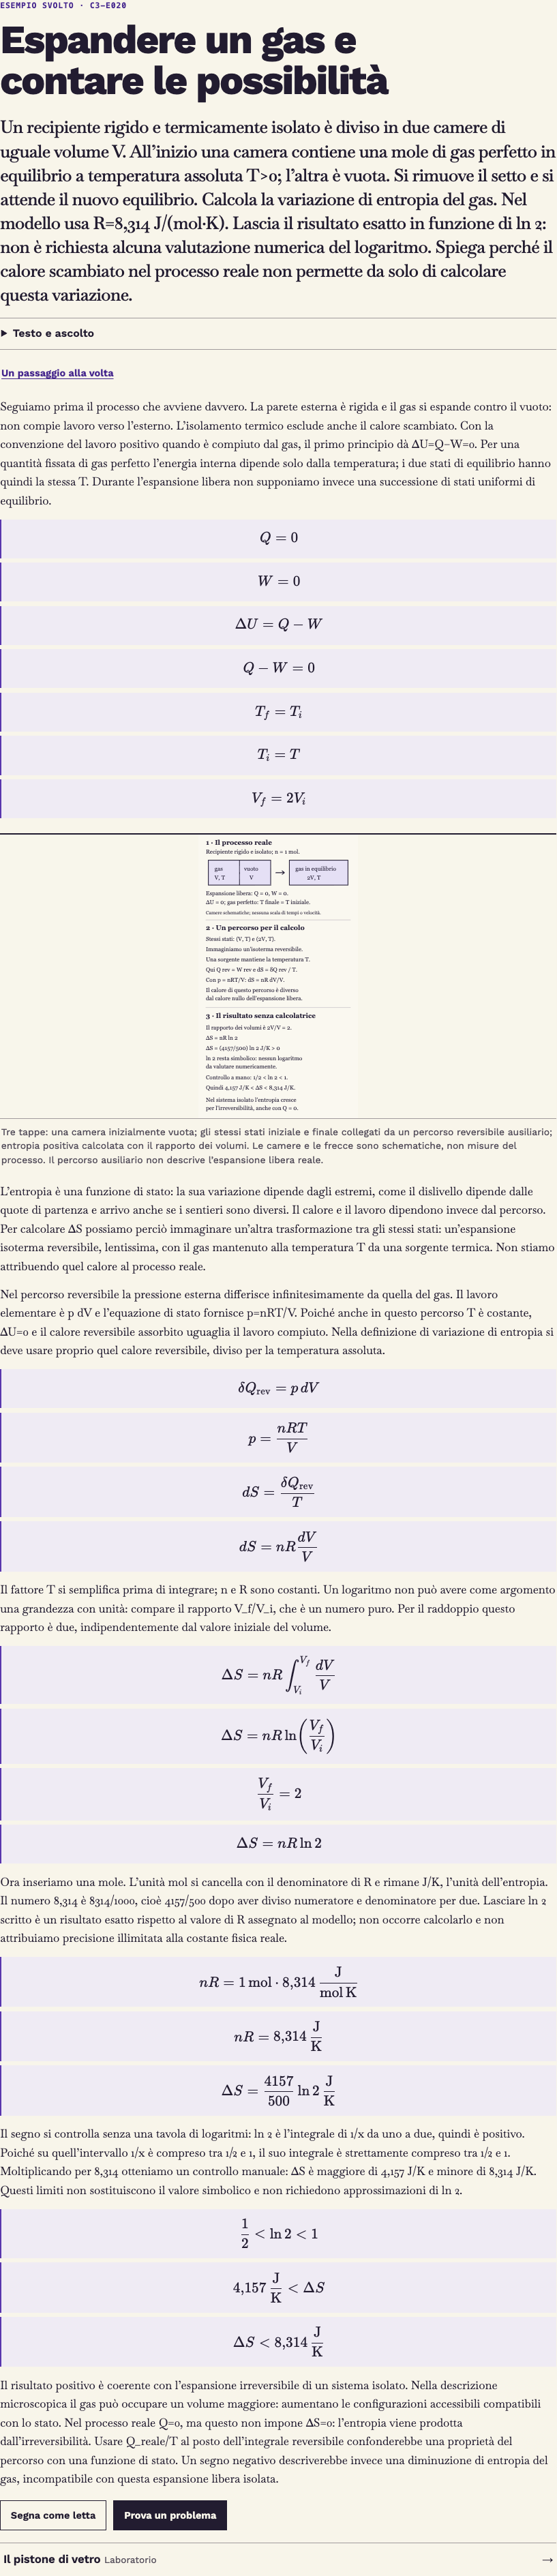 ESEMPIO SVOLTO · C3–E020
Espandere un gas e
contare le possibilità
Un recipiente rigido e termicamente isolato è diviso in due camere di
uguale volume V. All’inizio una camera contiene una mole di gas perfetto in
equilibrio a temperatura assoluta T>0; l’altra è vuota. Si rimuove il setto e si
attende il nuovo equilibrio. Calcola la variazione di entropia del gas. Nel
modello usa R=8,314 J/(mol·K). Lascia il risultato esatto in funzione di ln 2:
non è richiesta alcuna valutazione numerica del logaritmo. Spiega perché il
calore scambiato nel processo reale non permette da solo di calcolare
questa variazione.
▶ Testo e ascolto
Un passaggio alla volta
Seguiamo prima il processo che avviene davvero. La parete esterna è rigida e il gas si espande contro il vuoto:
non compie lavoro verso l’esterno. L’isolamento termico esclude anche il calore scambiato. Con la
convenzione del lavoro positivo quando è compiuto dal gas, il primo principio dà ΔU=Q−W=0. Per una
quantità fissata di gas perfetto l’energia interna dipende solo dalla temperatura; i due stati di equilibrio hanno
quindi la stessa T. Durante l’espansione libera non supponiamo invece una successione di stati uniformi di
equilibrio.
Q = 0
W = 0
ΔU = Q − W
Q − W = 0
T_f = T_i
T_i = T
V_f = 2V_i
1 · Il processo reale
Recipiente rigido e isolato; n = 1 mol.
gas vuoto gas in equilibrio
V, T V → 2V, T
Espansione libera: Q = 0, W = 0.
ΔU = 0; gas perfetto: T finale = T iniziale.
Camere schematiche; nessuna scala di tempi e velocità.
2 · Un percorso per il calcolo
Stessi stati: (V, T) e (2V, T).
Immaginiamo un’isoterma reversibile.
Una sorgente mantiene la temperatura T.
Qui Q rev = W rev e dS = δQ rev / T.
Con p = nRT/V: dS = nR dV/V.
Il calore di questo percorso è diverso
dal calore nullo dell’espansione libera.
3 · Il risultato senza calcolatrice
Il rapporto dei volumi è 2V/V = 2.
ΔS = nR ln 2
ΔS = (4157/500) ln 2 J/K > 0
ln 2 resta simbolico: nessun logaritmo
da valutare numericamente.
Controllo a mano: 1/2 < ln 2 < 1.
Quindi 4,157 J/K < ΔS < 8,314 J/K.
Nel sistema isolato l’entropia cresce
per l’irreversibilità, anche con Q = 0.
Tre tappe: una camera inizialmente vuota; gli stessi stati iniziale e finale collegati da un percorso reversibile ausiliario;
entropia positiva calcolata con il rapporto dei volumi. Le camere e le frecce sono schematiche, non misure del
processo. Il percorso ausiliario non descrive l’espansione libera reale.
L’entropia è una funzione di stato: la sua variazione dipende dagli estremi, come il dislivello dipende dalle
quote di partenza e arrivo anche se i sentieri sono diversi. Il calore e il lavoro dipendono invece dal percorso.
Per calcolare ΔS possiamo perciò immaginare un’altra trasformazione tra gli stessi stati: un’espansione
isoterma reversibile, lentissima, con il gas mantenuto alla temperatura T da una sorgente termica. Non stiamo
attribuendo quel calore al processo reale.
Nel percorso reversibile la pressione esterna differisce infinitesimamente da quella del gas. Il lavoro
elementare è p dV e l’equazione di stato fornisce p=nRT/V. Poiché anche in questo percorso T è costante,
ΔU=0 e il calore reversibile assorbito uguaglia il lavoro compiuto. Nella definizione di variazione di entropia si
deve usare proprio quel calore reversibile, diviso per la temperatura assoluta.
δQ_rev = p dV
p = nRT/V
dS = δQ_rev/T
dS = nR dV/V
Il fattore T si semplifica prima di integrare; n e R sono costanti. Un logaritmo non può avere come argomento
una grandezza con unità: compare il rapporto V_f/V_i, che è un numero puro. Per il raddoppio questo
rapporto è due, indipendentemente dal valore iniziale del volume.
ΔS = nR ∫_{V_i}^{V_f} dV/V
ΔS = nR ln(V_f/V_i)
V_f/V_i = 2
ΔS = nR ln 2
Ora inseriamo una mole. L’unità mol si cancella con il denominatore di R e rimane J/K, l’unità dell’entropia.
Il numero 8,314 è 8314/1000, cioè 4157/500 dopo aver diviso numeratore e denominatore per due. Lasciare ln 2
scritto è un risultato esatto rispetto al valore di R assegnato al modello; non occorre calcolarlo e non
attribuiamo precisione illimitata alla costante fisica reale.
nR = 1 mol · 8,314 J/(mol K)
nR = 8,314 J/K
ΔS = 4157/500 ln 2 J/K
Il segno si controlla senza una tavola di logaritmi: ln 2 è l’integrale di 1/x da uno a due, quindi è positivo.
Poiché su quell’intervallo 1/x è compreso tra 1/2 e 1, il suo integrale è strettamente compreso tra 1/2 e 1.
Moltiplicando per 8,314 otteniamo un controllo manuale: ΔS è maggiore di 4,157 J/K e minore di 8,314 J/K.
Questi limiti non sostituiscono il valore simbolico e non richiedono approssimazioni di ln 2.
1/2 < ln 2 < 1
4,157 J/K < ΔS
ΔS < 8,314 J/K
Il risultato positivo è coerente con l’espansione irreversibile di un sistema isolato. Nella descrizione
microscopica il gas può occupare un volume maggiore: aumentano le configurazioni accessibili compatibili
con lo stato. Nel processo reale Q=0, ma questo non impone ΔS=0: l’entropia viene prodotta
dall’irreversibilità. Usare Q_reale/T al posto dell’integrale reversibile confonderebbe una proprietà del
percorso con una funzione di stato. Un segno negativo descriverebbe invece una diminuzione di entropia del
gas, incompatibile con questa espansione libera isolata.
Segna come letta Prova un problema
Il pistone di vetro Laboratorio →